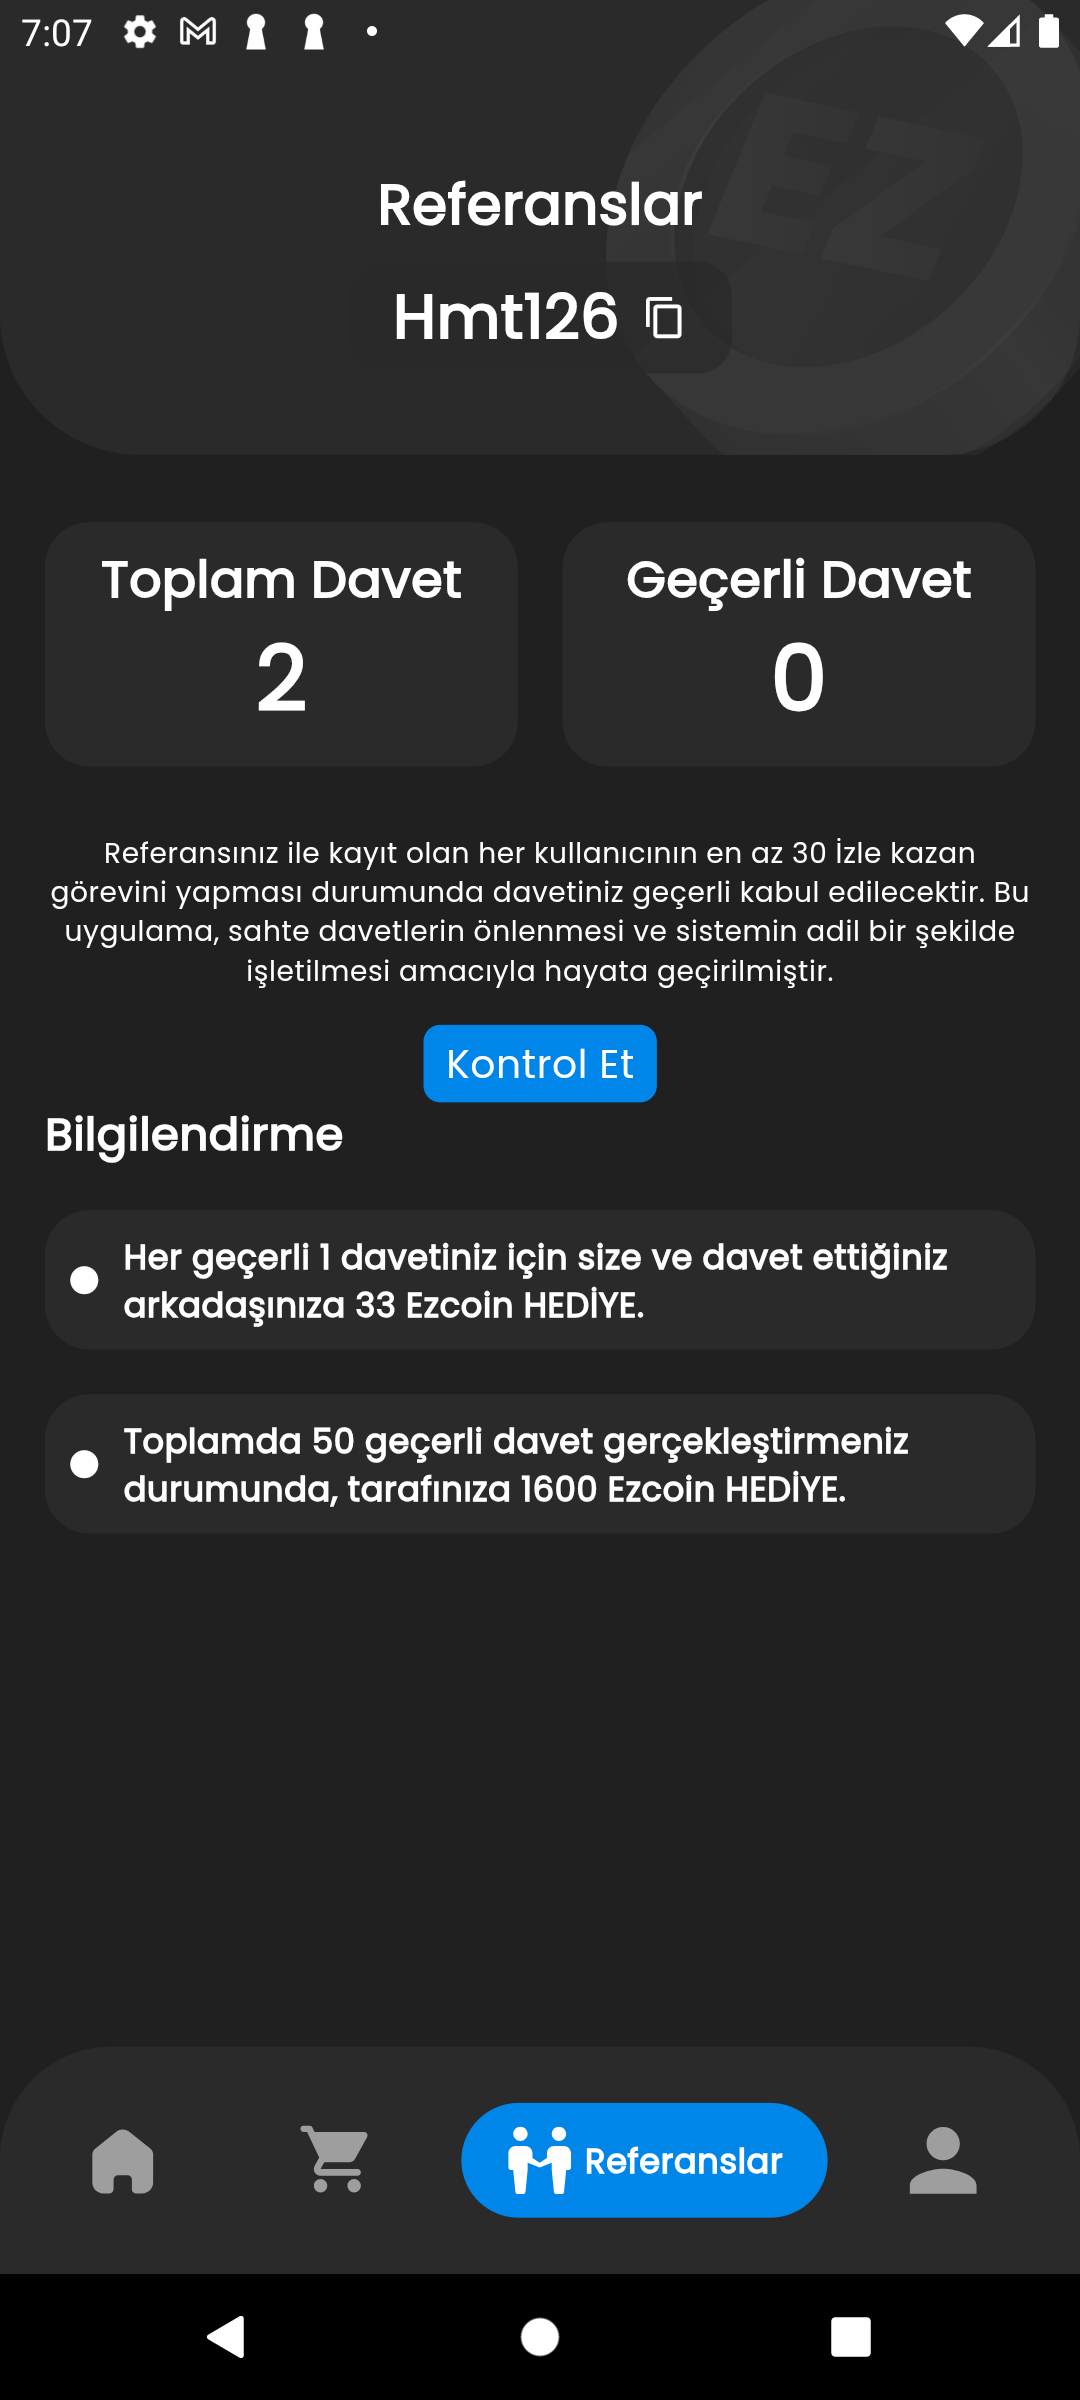 7:07
EZ
Referanslar
Hmt126
Toplam Davet
2
Geçerli Davet
0
Referansınız ile kayıt olan her kullanıcının en az 30 İzle kazan
görevini yapması durumunda davetiniz geçerli kabul edilecektir. Bu
uygulama, sahte davetlerin önlenmesi ve sistemin adil bir şekilde
işletilmesi amacıyla hayata geçirilmiştir.
Kontrol Et
Bilgilendirme
Her geçerli 1 davetiniz için size ve davet ettiğiniz
arkadaşınıza 33 Ezcoin HEDİYE.
Toplamda 50 geçerli davet gerçekleştirmeniz
durumunda, tarafınıza 1600 Ezcoin HEDİYE.
Referanslar